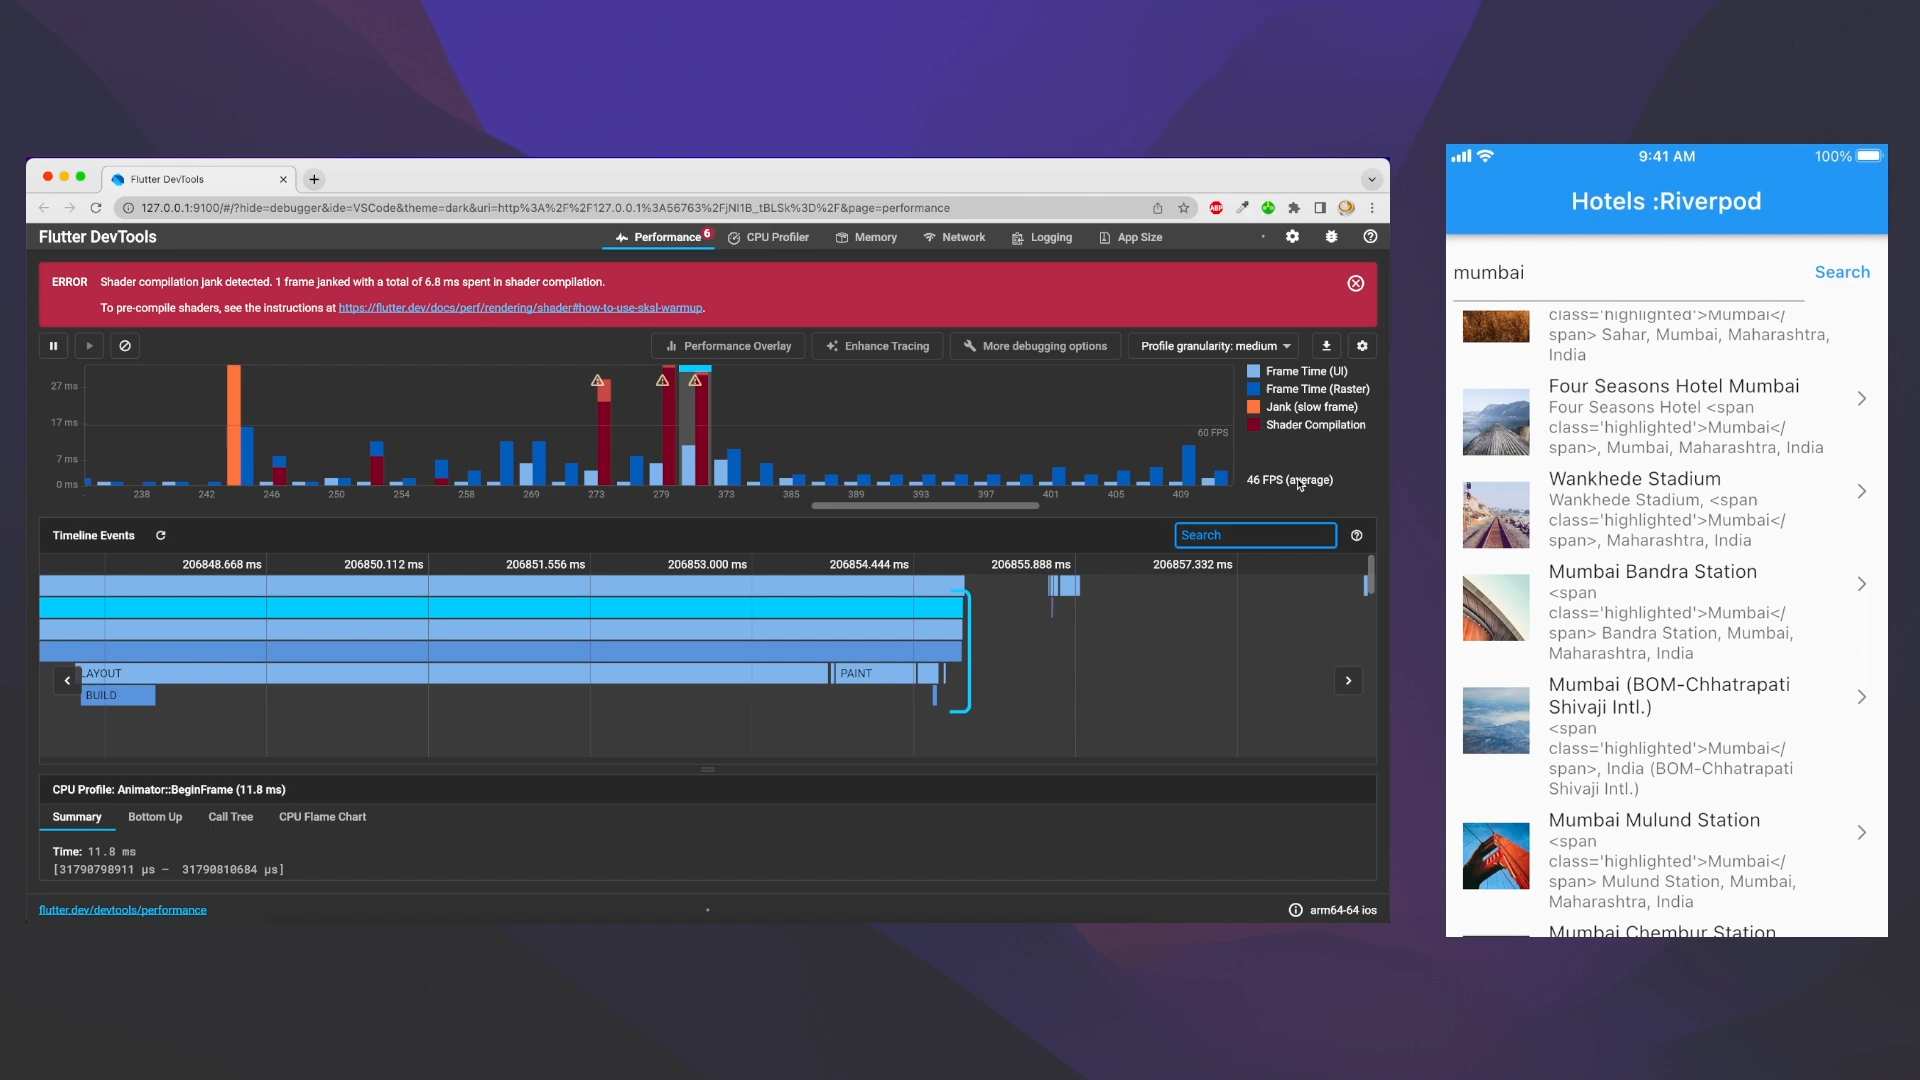 Flutter DevTools
127.0.0.1:9100/#/?hide=debugger&ide=VSCode&theme=dark&uri=http%3A%2F%2F127.0.0.1%3A56763%2FjNl1B_tBLSk%3D%2F&page=performance
ABP
Flutter DevTools
Performance 6
CPU Profiler
Memory
Network
Logging
App Size
ERROR Shader compilation jank detected. 1 frame janked with a total of 6.8 ms spent in shader compilation.
To pre-compile shaders, see the instructions at https://flutter.dev/docs/perf/rendering/shader#how-to-use-sksl-warmup.
Performance Overlay
Enhance Tracing
More debugging options
Profile granularity: medium
27 ms
17 ms
7 ms
0 ms
60 FPS
238 242 246 250 254 258 269 273 279 373 385 389 393 397 401 405 409
Frame Time (UI)
Frame Time (Raster)
Jank (slow frame)
Shader Compilation
46 FPS (average)
Timeline Events
Search
206848.668 ms 206850.112 ms 206851.556 ms 206853.000 ms 206854.444 ms 206855.888 ms 206857.332 ms
LAYOUT
PAINT
BUILD
CPU Profile: Animator::BeginFrame (11.8 ms)
Summary
Bottom Up
Call Tree
CPU Flame Chart
Time: 11.8 ms
[31790798911 µs – 31790810684 µs]
flutter.dev/devtools/performance
arm64-64 ios
9:41 AM
100%
Hotels :Riverpod
mumbai
Search
class='highlighted'>Mumbai</
span> Sahar, Mumbai, Maharashtra,
India
Four Seasons Hotel Mumbai
Four Seasons Hotel <span
class='highlighted'>Mumbai</
span>, Mumbai, Maharashtra, India
Wankhede Stadium
Wankhede Stadium, <span
class='highlighted'>Mumbai</
span>, Maharashtra, India
Mumbai Bandra Station
<span
class='highlighted'>Mumbai</
span> Bandra Station, Mumbai,
Maharashtra, India
Mumbai (BOM-Chhatrapati
Shivaji Intl.)
<span
class='highlighted'>Mumbai</
span>, India (BOM-Chhatrapati
Shivaji Intl.)
Mumbai Mulund Station
<span
class='highlighted'>Mumbai</
span> Mulund Station, Mumbai,
Maharashtra, India
Mumbai Chembur Station